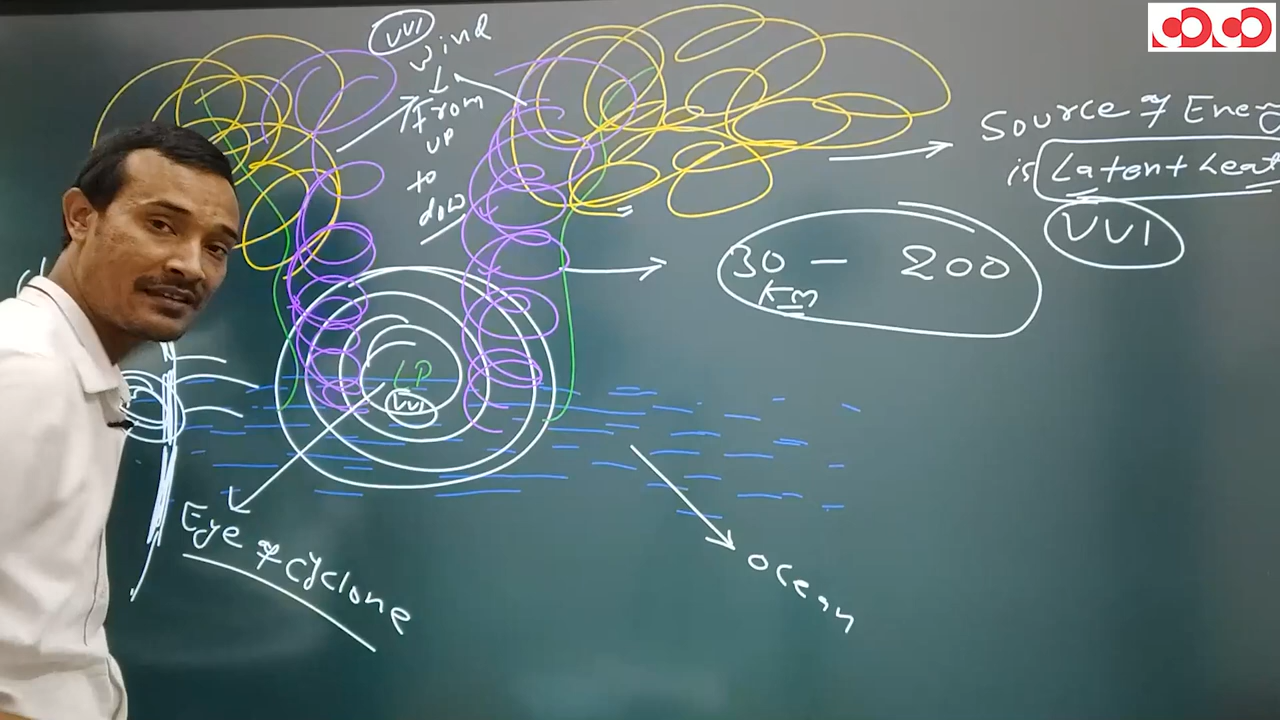 VVI
Wind
From
UP
to
dow
Source of Energ
is Latent heat
VVI
30 - 200
Km
LP
VVI
Eye of cyclone
Ocean